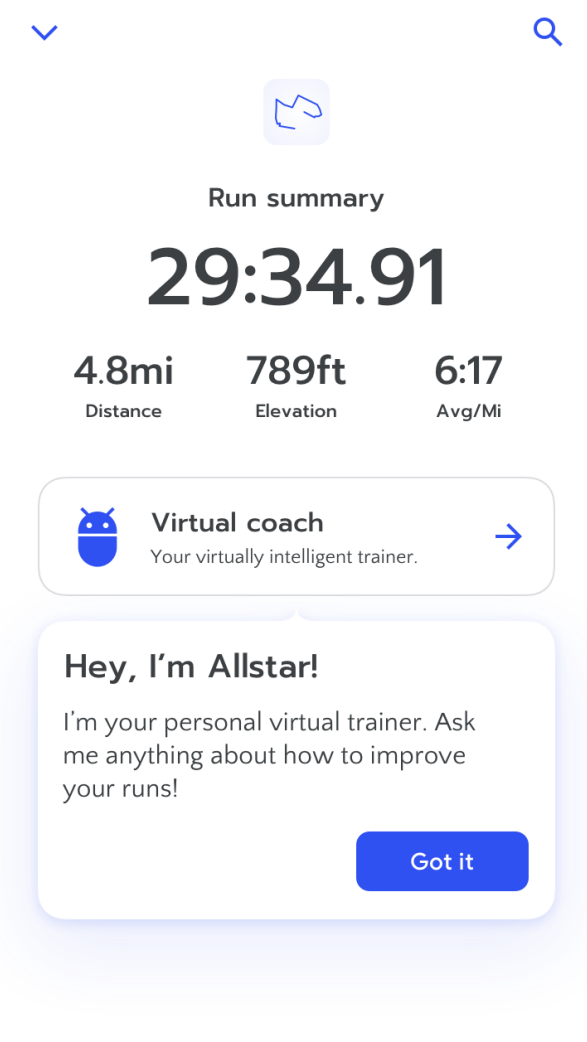 Run summary
29:34.91
4.8mi 789ft 6:17
Distance Elevation Avg/Mi
Virtual coach
Your virtually intelligent trainer.
Hey, I’m Allstar!
I’m your personal virtual trainer. Ask
me anything about how to improve
your runs!
Got it